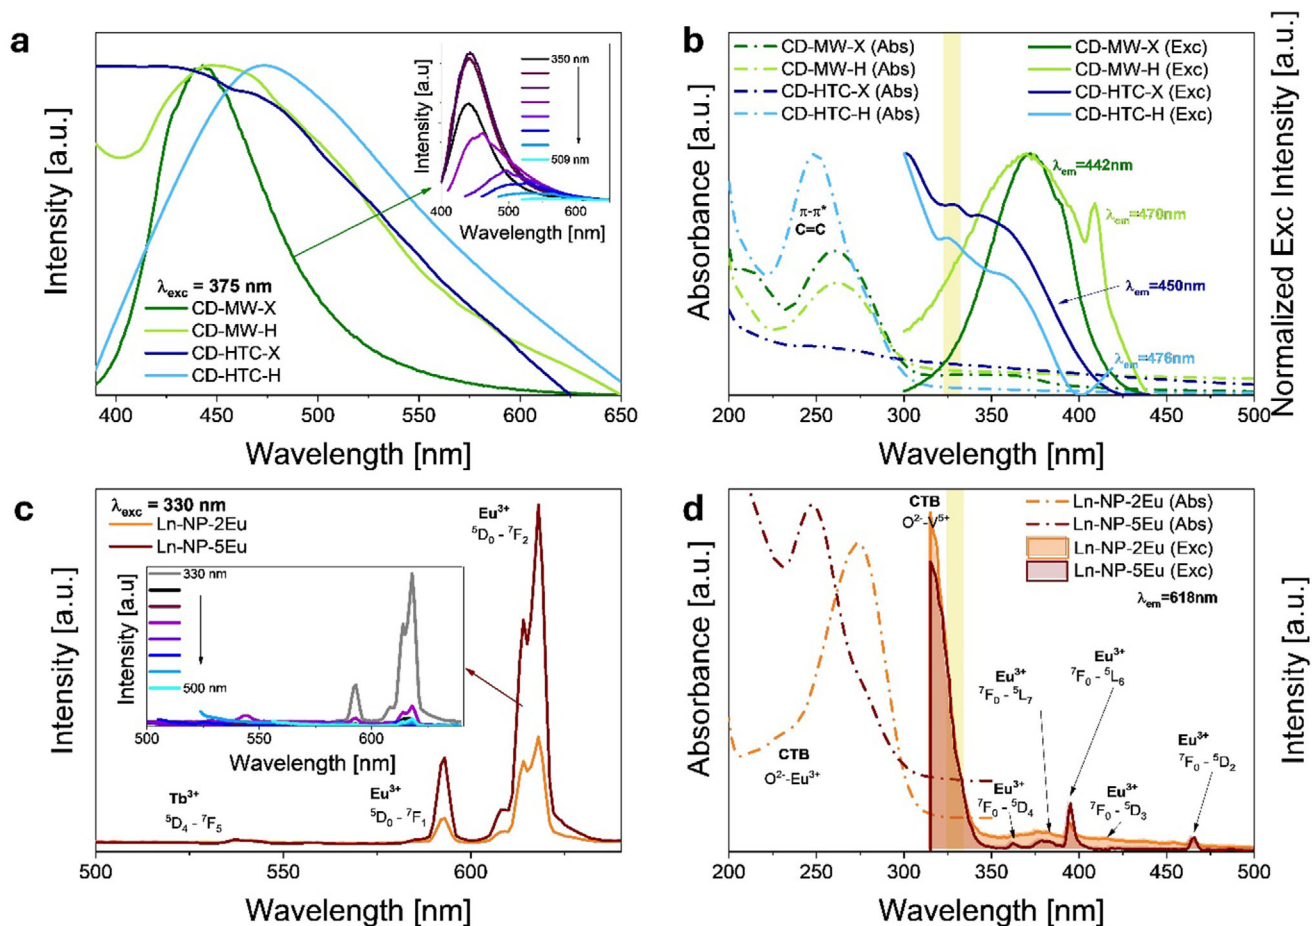 a
Intensity [a.u.]
λexc = 375 nm
CD-MW-X
CD-MW-H
CD-HTC-X
CD-HTC-H
400 450 500 550 600 650
Wavelength [nm]
Intensity [a.u]
350 nm
509 nm
400 500 600
Wavelength [nm]
b
Absorbance [a.u.]
CD-MW-X (Abs)
CD-MW-H (Abs)
CD-HTC-X (Abs)
CD-HTC-H (Abs)
CD-MW-X (Exc)
CD-MW-H (Exc)
CD-HTC-X (Exc)
CD-HTC-H (Exc)
π-π*
C=C
λem=442nm
λem=470nm
λem=450nm
λem=476nm
200 250 300 350 400 450 500
Wavelength [nm]
Normalized Exc Intensity [a.u.]
c
Intensity [a.u.]
λexc = 330 nm
Ln-NP-2Eu
Ln-NP-5Eu
Eu³⁺
⁵D₀ - ⁷F₂
Intensity [a.u]
330 nm
500 nm
500 550 600
Wavelength [nm]
Tb³⁺
⁵D₄ - ⁷F₅
Eu³⁺
⁵D₀ - ⁷F₁
500 550 600
Wavelength [nm]
d
Absorbance [a.u.]
CTB
O²⁻-V⁵⁺
Ln-NP-2Eu (Abs)
Ln-NP-5Eu (Abs)
Ln-NP-2Eu (Exc)
Ln-NP-5Eu (Exc)
λem=618nm
CTB
O²⁻-Eu³⁺
Eu³⁺
⁷F₀ - ⁵D₄
Eu³⁺
⁷F₀ - ⁵L₇
Eu³⁺
⁷F₀ - ⁵L₆
Eu³⁺
⁷F₀ - ⁵D₃
Eu³⁺
⁷F₀ - ⁵D₂
200 250 300 350 400 450 500
Wavelength [nm]
Intensity [a.u.]